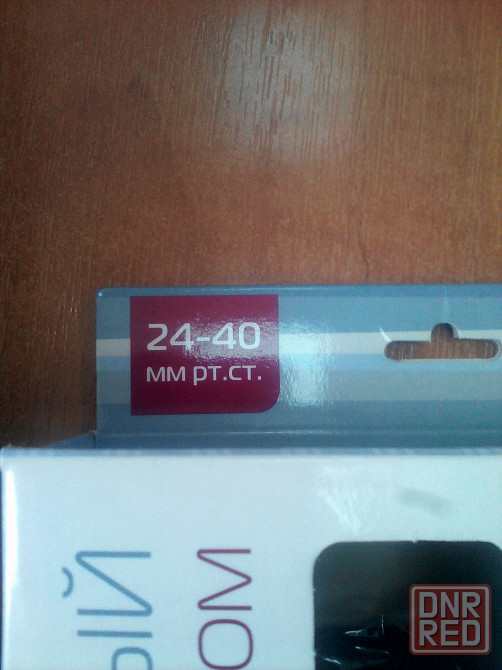 24-40
мм рт.ст.
ый
ом
DNR
RED